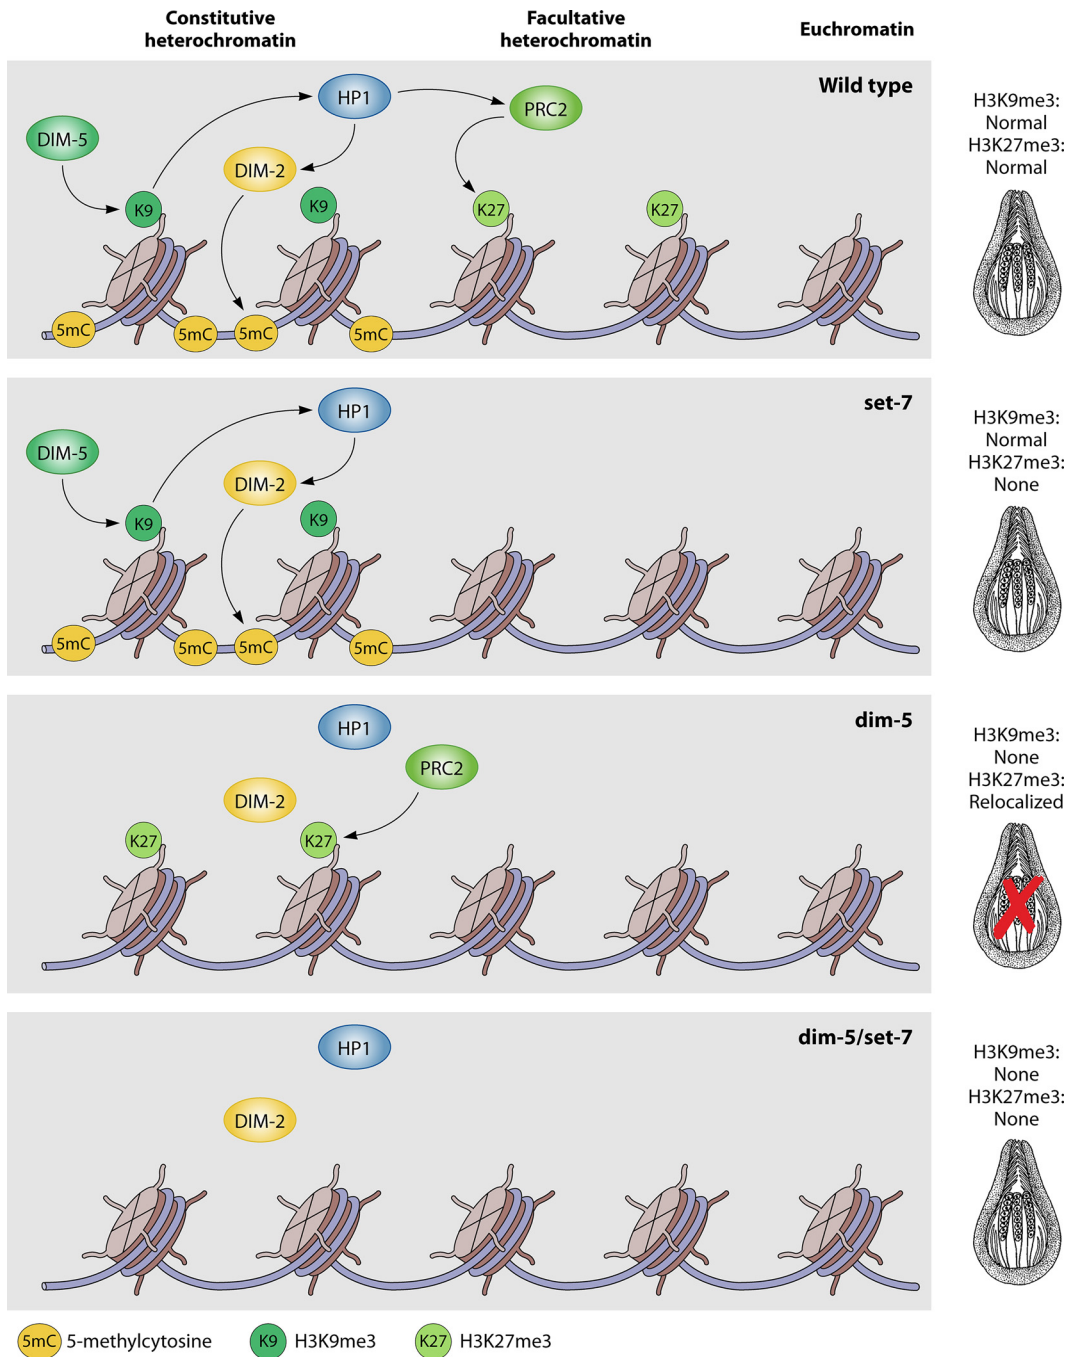 Constitutive
heterochromatin
Facultative
heterochromatin
Euchromatin
Wild type
HP1
PRC2
DIM-5
DIM-2
K9
K9
K27
K27
5mC
5mC
5mC
5mC
H3K9me3:
Normal
H3K27me3:
Normal
set-7
HP1
DIM-5
DIM-2
K9
K9
5mC
5mC
5mC
5mC
H3K9me3:
Normal
H3K27me3:
None
dim-5
HP1
PRC2
DIM-2
K27
K27
H3K9me3:
None
H3K27me3:
Relocalized
dim-5/set-7
HP1
DIM-2
H3K9me3:
None
H3K27me3:
None
5mC 5-methylcytosine K9 H3K9me3 K27 H3K27me3